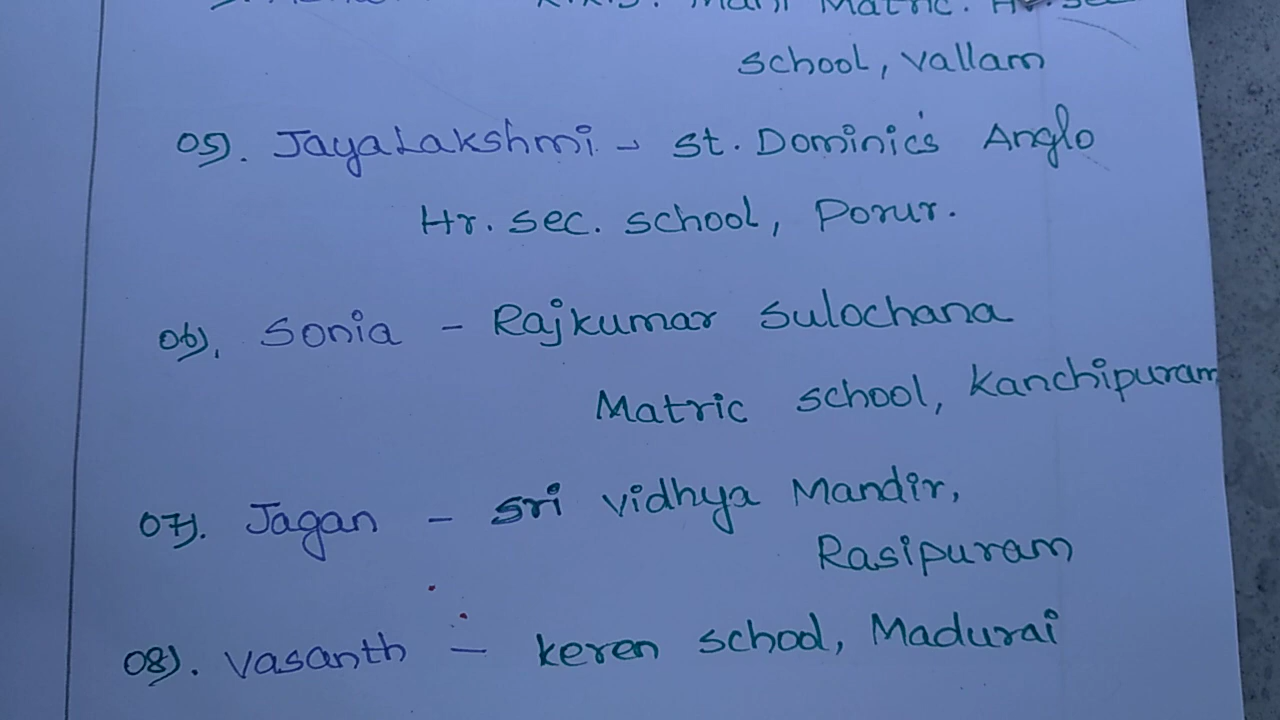 Matric.
school, Vallam
05). JayaLakshmi - St. Dominic's Anglo
Hr. Sec. School, Porur.
06). Sonia - Rajkumar Sulochana
Matric School, Kanchipuram
07). Jagan - Sri Vidhya Mandir,
Rasipuram
08). Vasanth - Keren School, Madurai